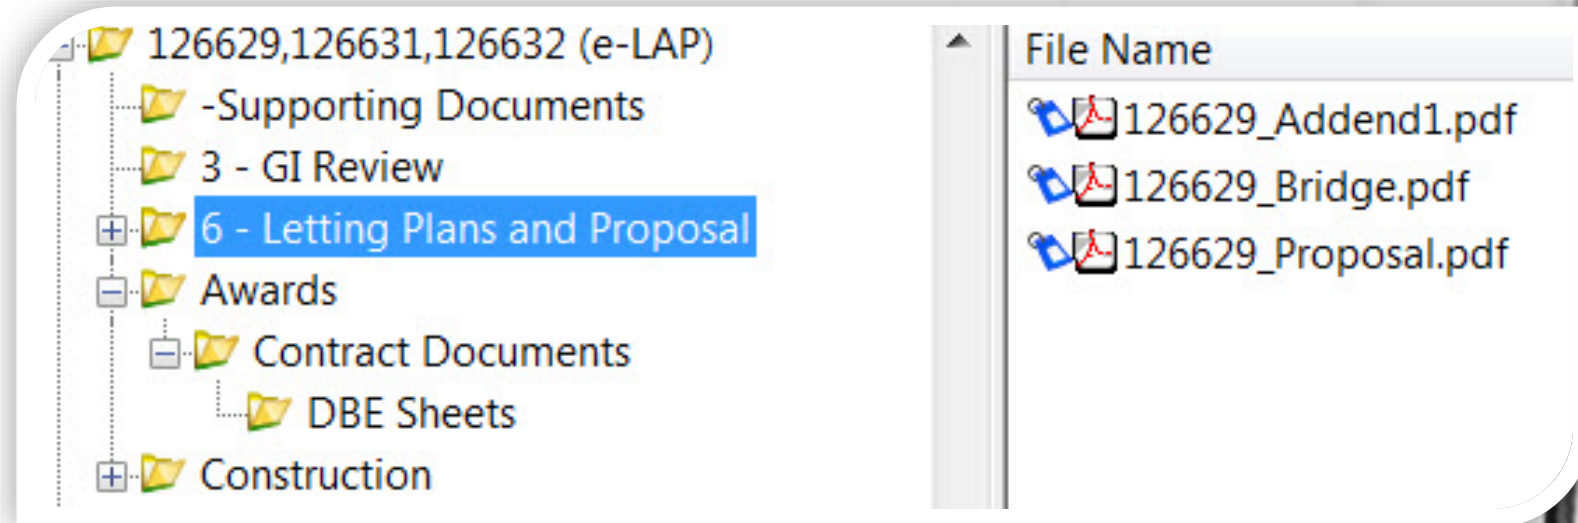 126629,126631,126632 (e-LAP)
-Supporting Documents
3 - GI Review
6 - Letting Plans and Proposal
Awards
Contract Documents
DBE Sheets
Construction
File Name
126629_Addend1.pdf
126629_Bridge.pdf
126629_Proposal.pdf